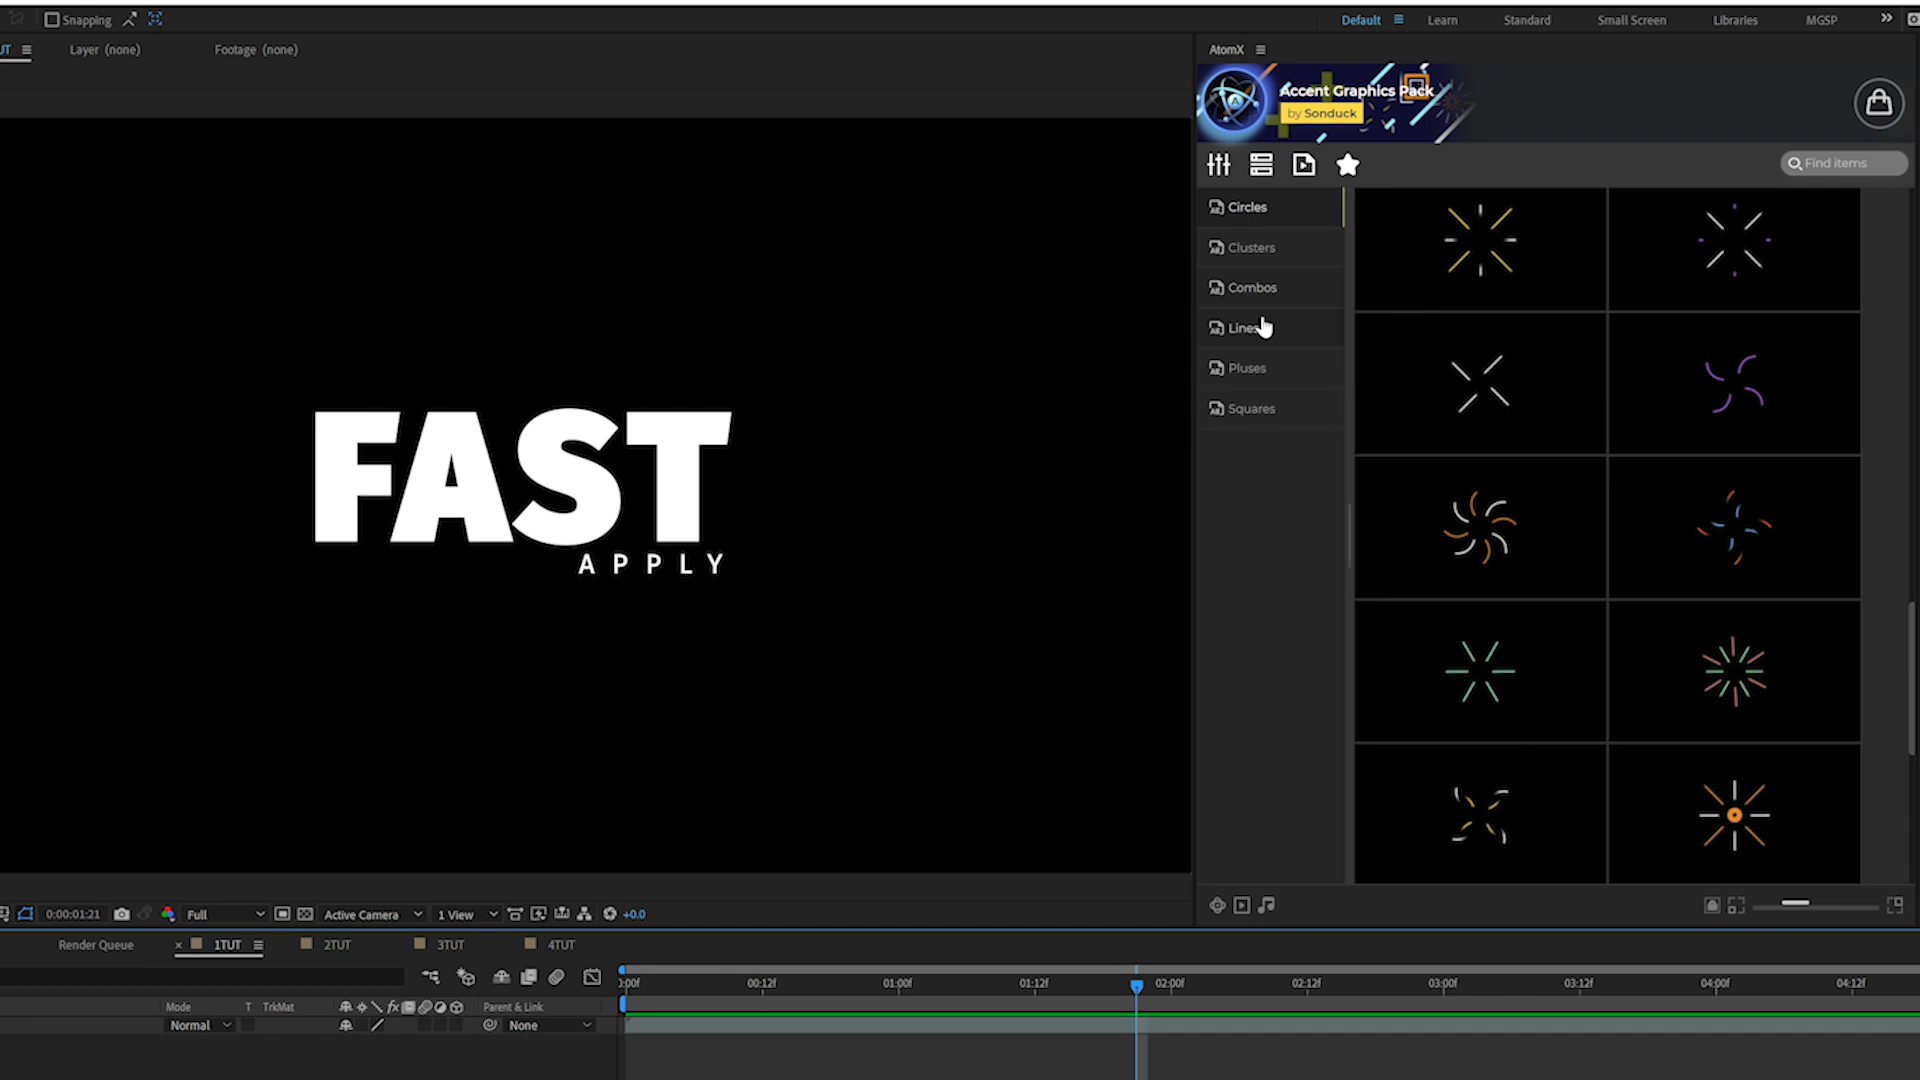 Snapping
Default
Learn
Standard
Small Screen
Libraries
MGSP
Layer (none)
Footage (none)
AtomX
Accent Graphics Pack
by Sonduck
Find items
Circles
Clusters
Combos
Lines
Pluses
Squares
FAST
APPLY
0:00:01:21
Full
Active Camera
1 View
+0.0
Render Queue
1TUT
2TUT
3TUT
4TUT
00:12f
01:00f
01:12f
02:00f
02:12f
03:00f
03:12f
04:00f
04:12f
Mode
T
TrkMat
fx
Parent & Link
Normal
None